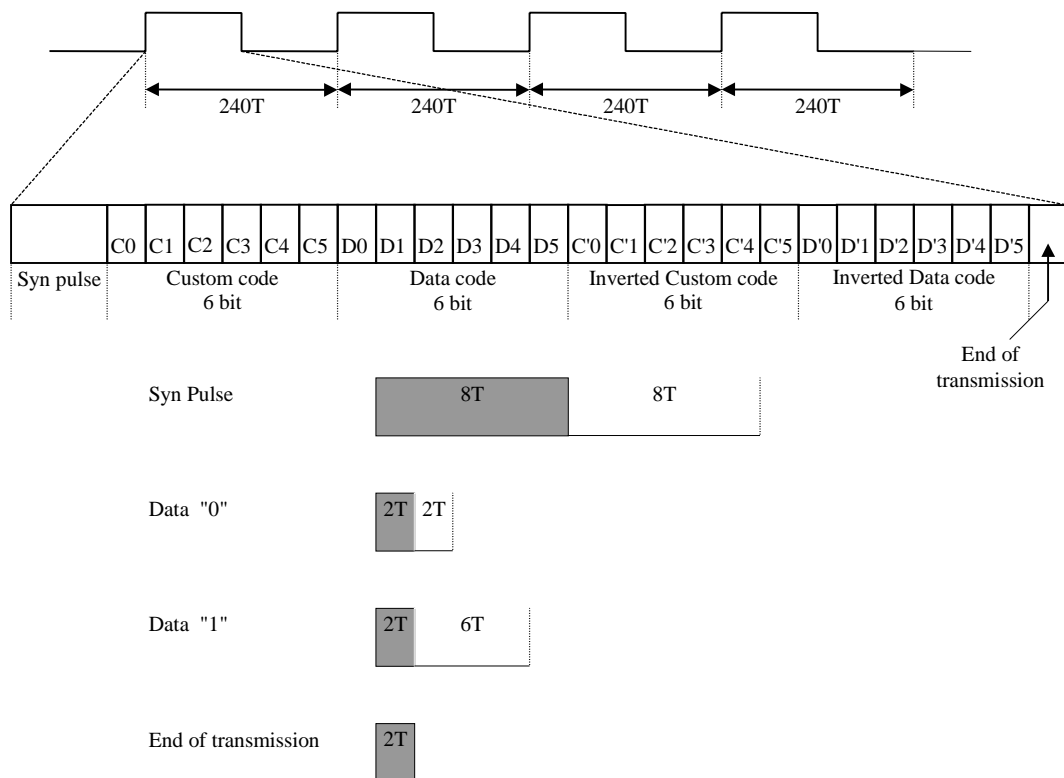 240T 240T 240T 240T
C0 C1 C2 C3 C4 C5 D0 D1 D2 D3 D4 D5 C'0 C'1 C'2 C'3 C'4 C'5 D'0 D'1 D'2 D'3 D'4 D'5
Syn pulse Custom code Data code Inverted Custom code Inverted Data code
6 bit 6 bit 6 bit 6 bit
End of
transmission
Syn Pulse 8T 8T
Data "0" 2T 2T
Data "1" 2T 6T
End of transmission 2T